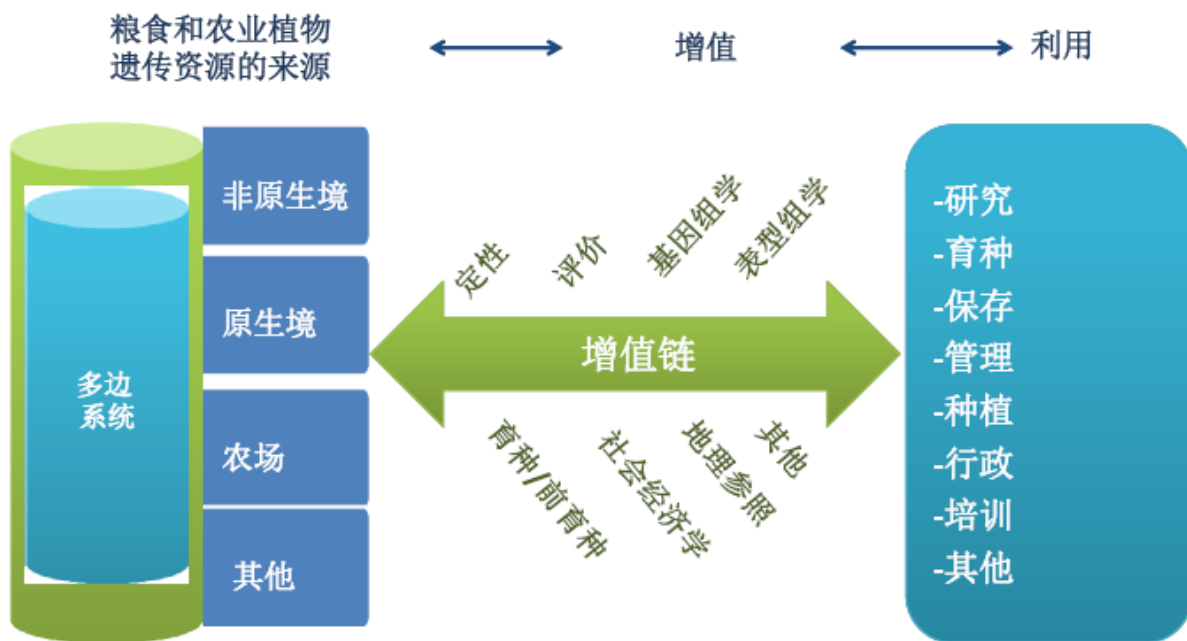 粮食和农业植物
遗传资源的来源
增值
利用
非原生境
原生境
农场
其他
多边
系统
定性
评价
基因组学
表型组学
增值链
育种/前育种
社会经济学
地理参照
其他
-研究
-育种
-保存
-管理
-种植
-行政
-培训
-其他